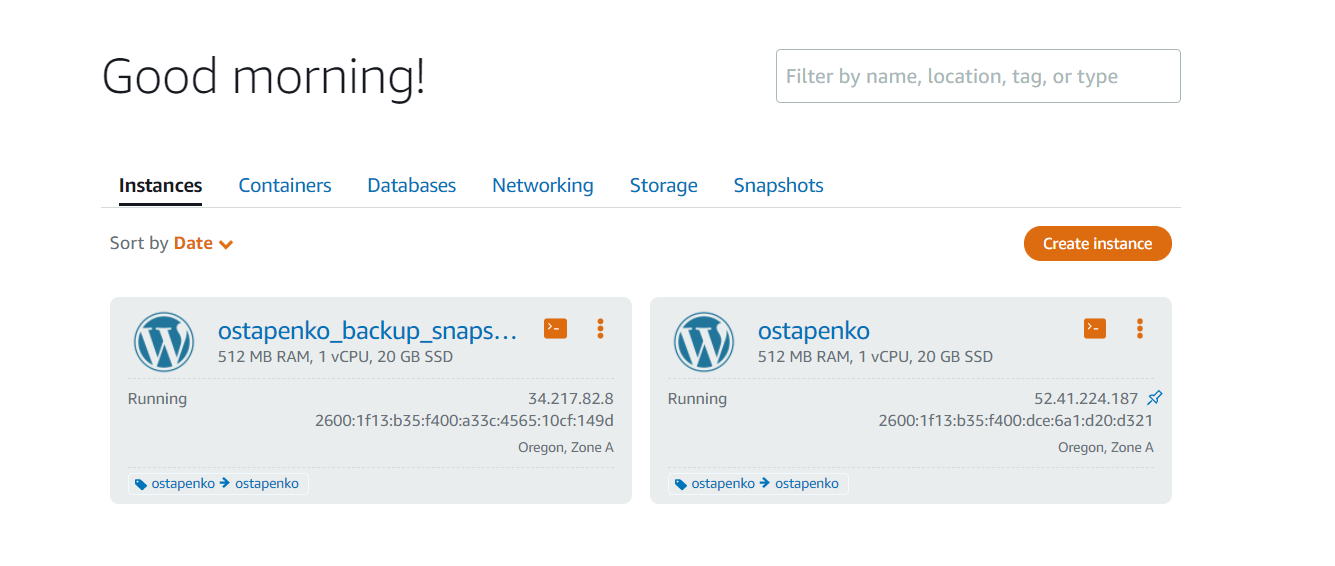 Good morning!
Filter by name, location, tag, or type
Instances Containers Databases Networking Storage Snapshots
Sort by Date
Create instance
ostapenko_backup_snaps...
512 MB RAM, 1 vCPU, 20 GB SSD
Running
34.217.82.8
2600:1f13:b35:f400:a33c:4565:10cf:149d
Oregon, Zone A
ostapenko → ostapenko
ostapenko
512 MB RAM, 1 vCPU, 20 GB SSD
Running
52.41.224.187
2600:1f13:b35:f400:dce:6a1:d20:d321
Oregon, Zone A
ostapenko → ostapenko